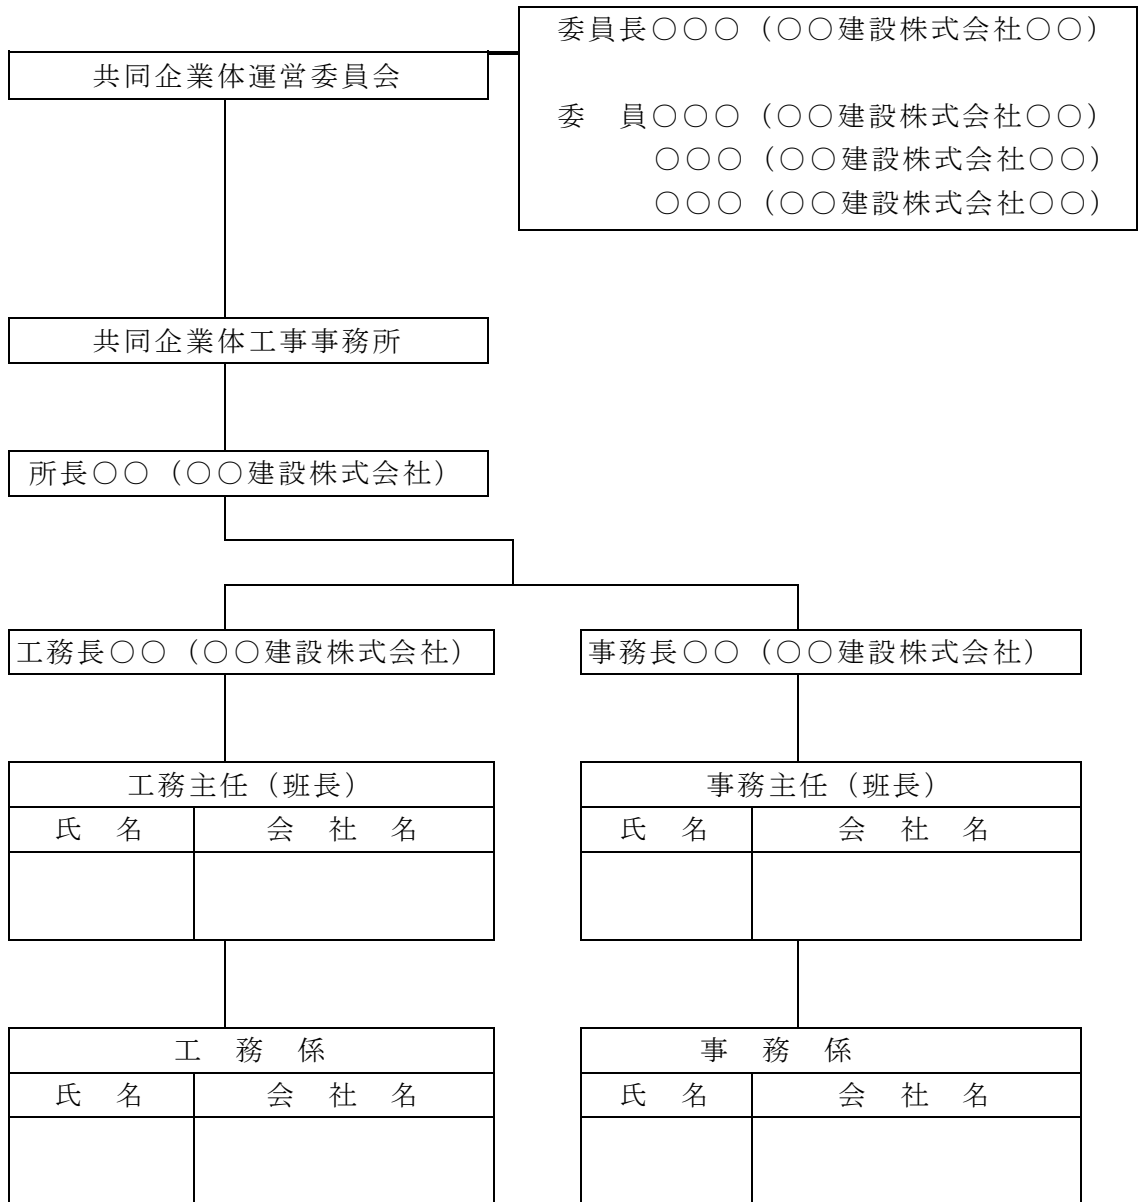 委員長○○○（○○建設株式会社○○）
共同企業体運営委員会
委　員○○○（○○建設株式会社○○）
○○○（○○建設株式会社○○）
○○○（○○建設株式会社○○）
共同企業体工事事務所
所長○○（○○建設株式会社）
工務長○○（○○建設株式会社）
事務長○○（○○建設株式会社）
工務主任（班長）
氏　名
会　社　名
事務主任（班長）
氏　名
会　社　名
工　務　係
氏　名
会　社　名
事　務　係
氏　名
会　社　名